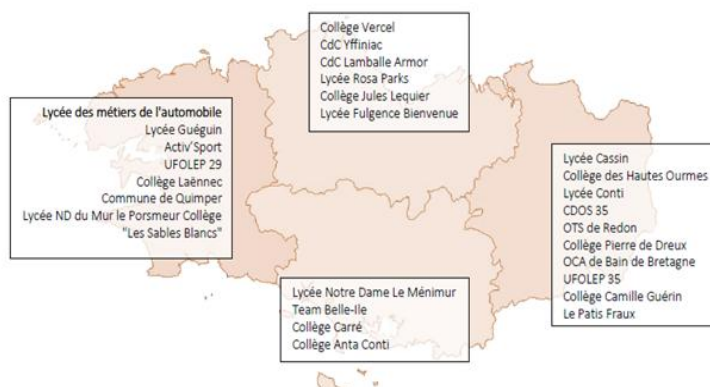 Collège Vercel
CdC Yffiniac
CdC Lamballe Armor
Lycée Rosa Parks
Collège Jules Lequier
Lycée Fulgence Bienvenue
Lycée des métiers de l'automobile
Lycée Guéguin
Activ'Sport
UFOLEP 29
Collège Laënnec
Commune de Quimper
Lycée ND du Mur le Porsmeur Collège
"Les Sables Blancs"
Lycée Cassin
Collège des Hautes Ourmes
Lycée Conti
CDOS 35
OTS de Redon
Collège Pierre de Dreux
OCA de Bain de Bretagne
UFOLEP 35
Collège Camille Guérin
Le Patis Fraux
Lycée Notre Dame Le Ménimur
Team Belle-Ile
Collège Carré
Collège Anta Conti